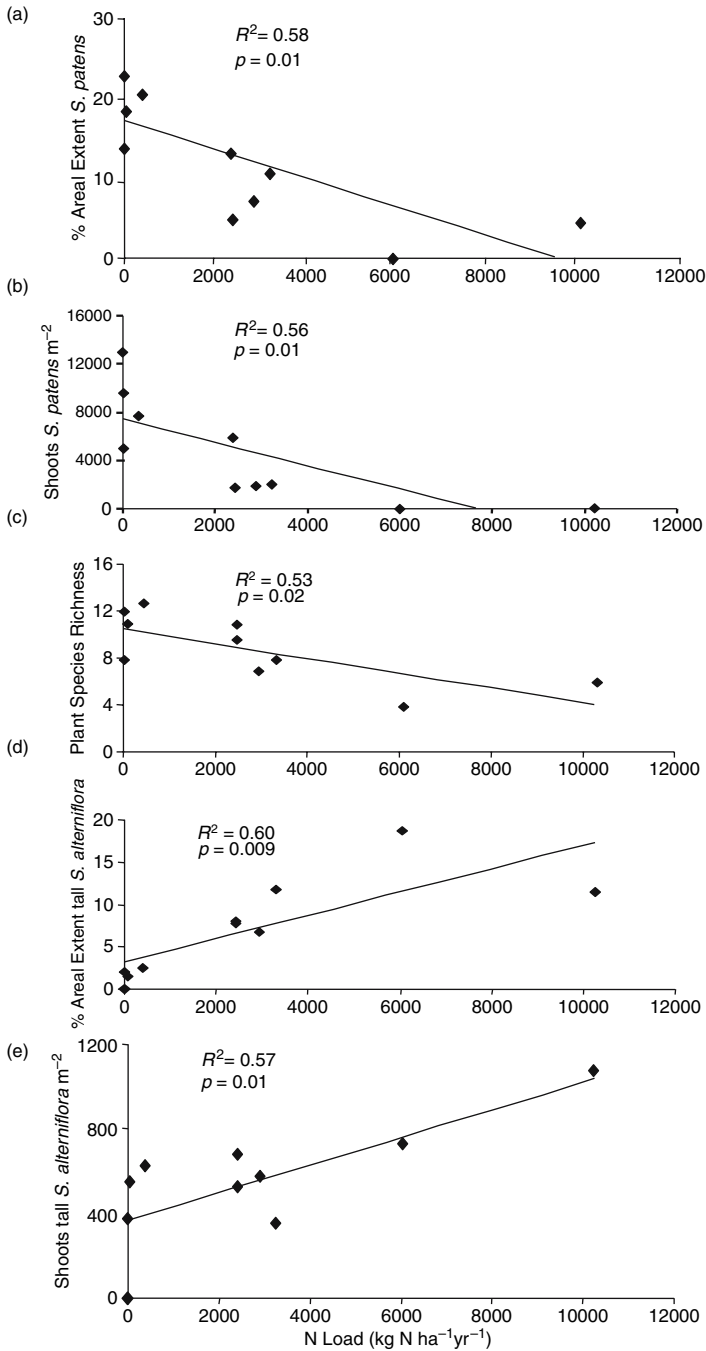 (a)
% Areal Extent S. patens
30
20
10
0
R² = 0.58
p = 0.01
0 2000 4000 6000 8000 10000 12000
(b)
Shoots S. patens m⁻²
16000
12000
8000
4000
0
R² = 0.56
p = 0.01
0 2000 4000 6000 8000 10000 12000
(c)
Plant Species Richness
16
12
8
4
0
R² = 0.53
p = 0.02
0 2000 4000 6000 8000 10000 12000
(d)
% Areal Extent tall S. alterniflora
20
15
10
5
0
R² = 0.60
p = 0.009
0 2000 4000 6000 8000 10000 12000
(e)
Shoots tall S. alterniflora m⁻²
1200
800
400
0
R² = 0.57
p = 0.01
0 2000 4000 6000 8000 10000 12000
N Load (kg N ha⁻¹yr⁻¹)